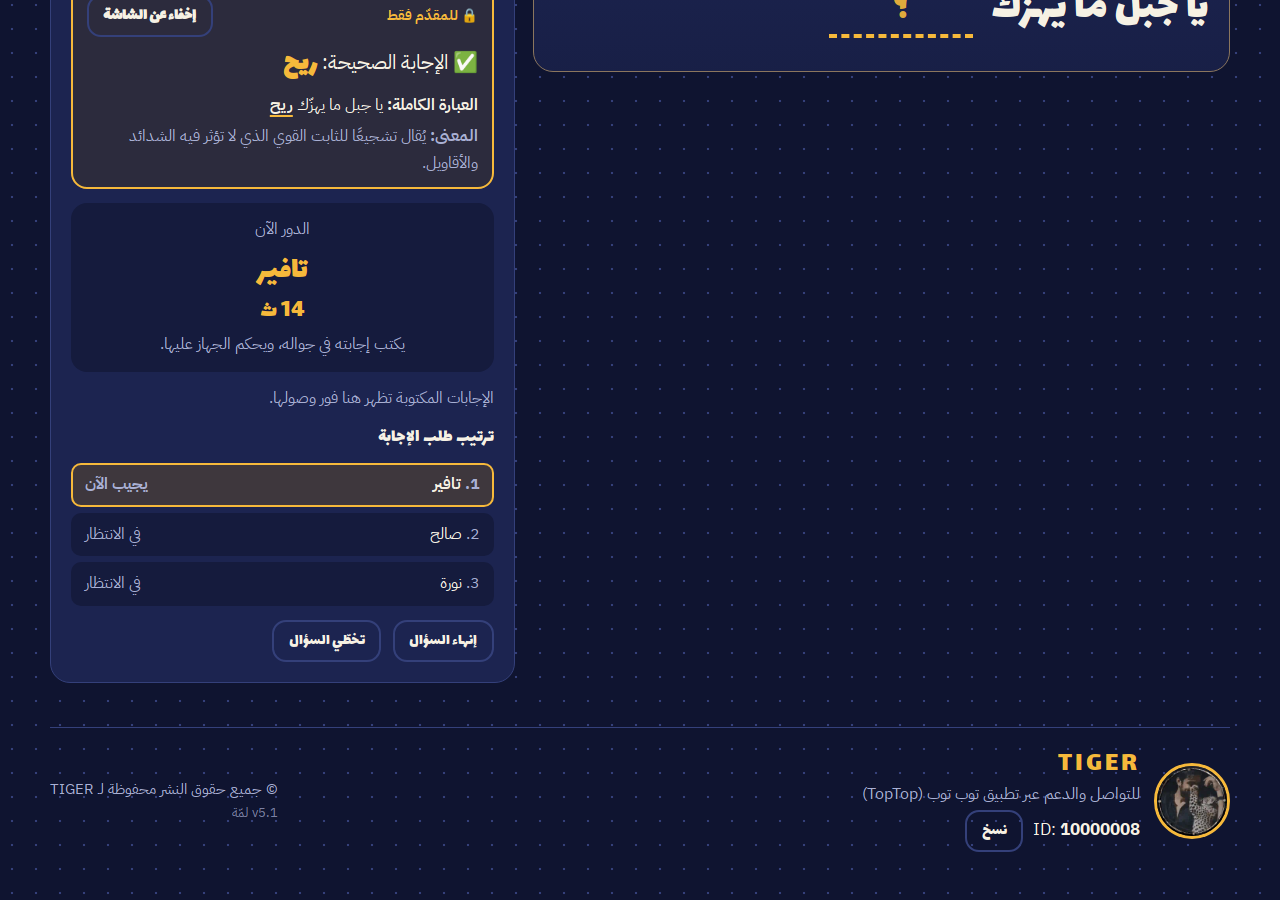 يا جبل ما يهزّك ؟
🔒 للمقدّم فقط
إخفاء عن الشاشة
✅ الإجابة الصحيحة: ريح
العبارة الكاملة: يا جبل ما يهزّك ريح
المعنى: يُقال تشجيعًا للثابت القوي الذي لا تؤثر فيه الشدائد
والأقاويل.
الدور الآن
تافير
14 ث
يكتب إجابته في جواله، ويحكم الجهاز عليها.
الإجابات المكتوبة تظهر هنا فور وصولها.
ترتيب طلب الإجابة
1. تافير يجيب الآن
2. صالح في الانتظار
3. نورة في الانتظار
إنهاء السؤال
تخطّي السؤال
TIGER
للتواصل والدعم عبر تطبيق توب توب (TopTop)
ID: 10000008
نسخ
© جميع حقوق النشر محفوظة لـ TIGER
لمّة v5.1